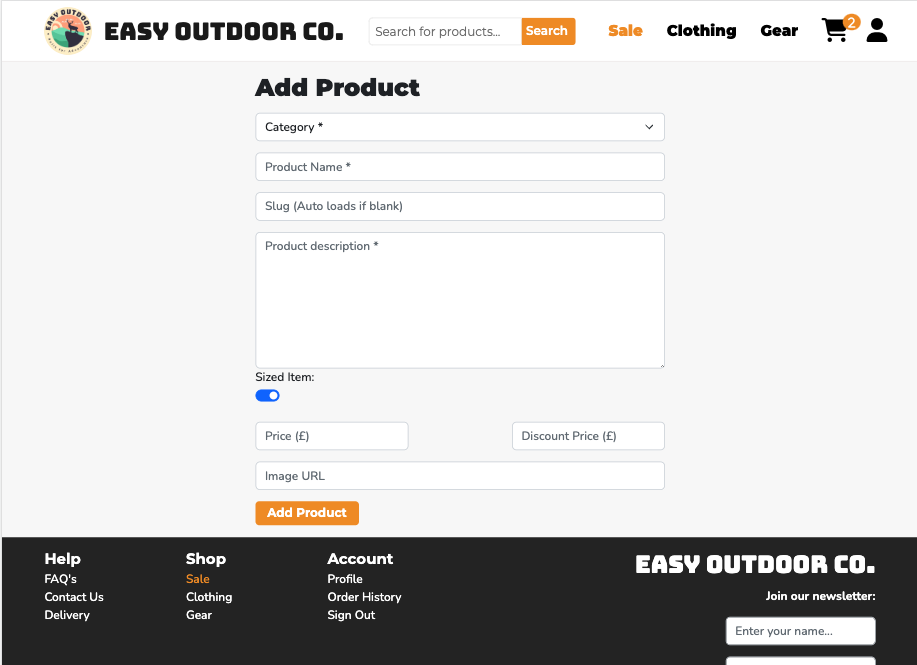 EASY OUTDOOR
EASY OUTDOOR CO.
Search for products...
Search
Sale
Clothing
Gear
2
Add Product
Category *
Product Name *
Slug (Auto loads if blank)
Product description *
Sized Item:
Price (£)
Discount Price (£)
Image URL
Add Product
Help
FAQ's
Contact Us
Delivery
Shop
Sale
Clothing
Gear
Account
Profile
Order History
Sign Out
EASY OUTDOOR CO.
Join our newsletter:
Enter your name...